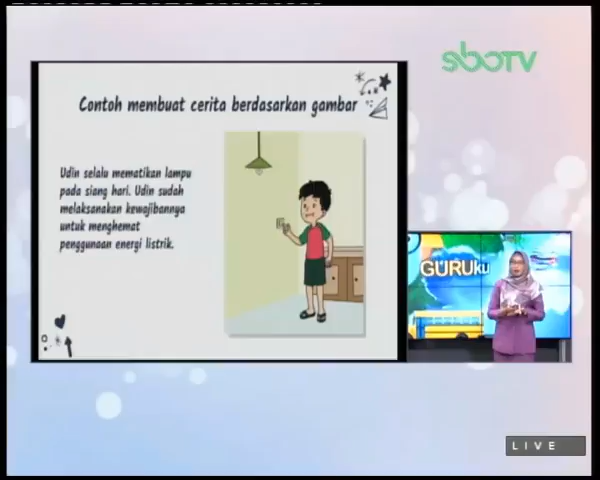 sboTV
Contoh membuat cerita berdasarkan gambar
Udin selalu mematikan lampu
pada siang hari. Udin sudah
melaksanakan kewajibannya
untuk menghemat
penggunaan energi listrik.
GURUku
LIVE